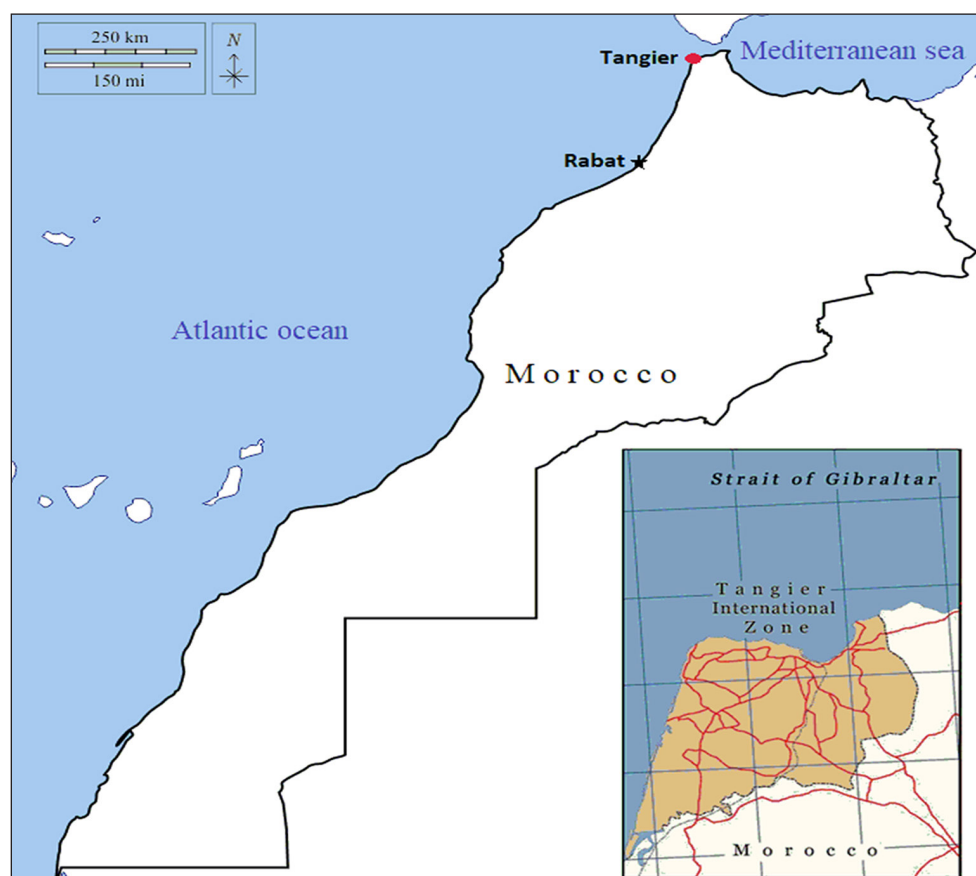 250 km
150 mi
N
Mediterranean sea
Tangier
Rabat
Atlantic ocean
Morocco
Strait of Gibraltar
Tangier
International
Zone
Morocco